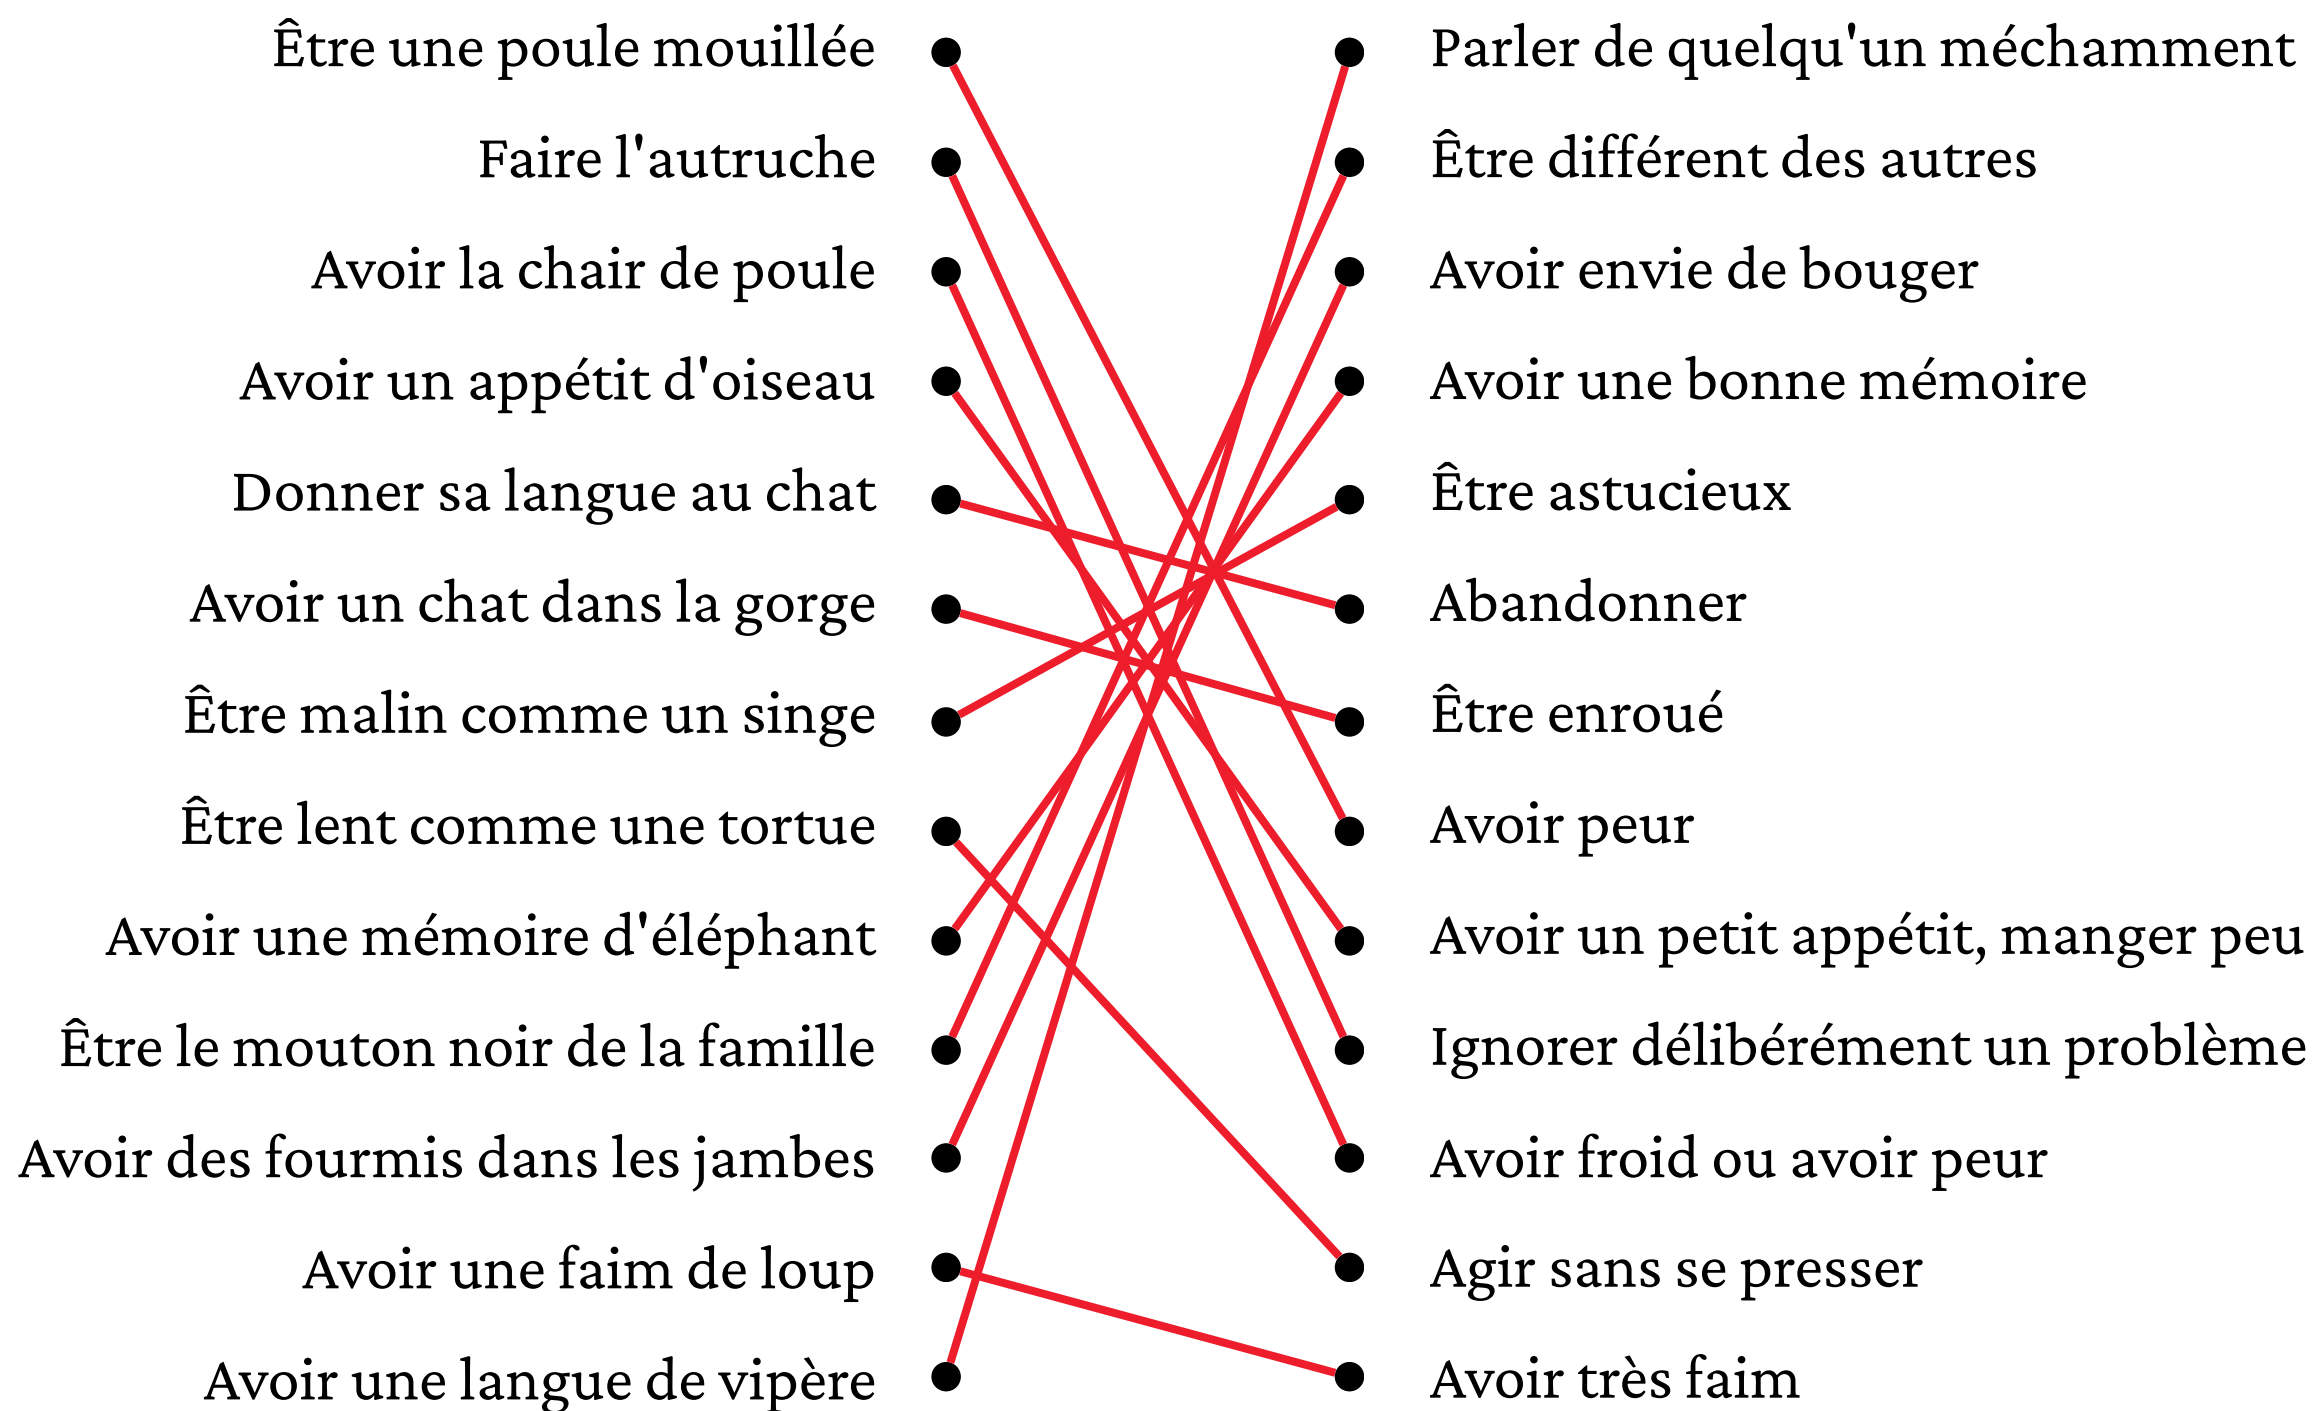 Être une poule mouillée
Parler de quelqu'un méchamment
Faire l'autruche
Être différent des autres
Avoir la chair de poule
Avoir envie de bouger
Avoir un appétit d'oiseau
Avoir une bonne mémoire
Donner sa langue au chat
Être astucieux
Avoir un chat dans la gorge
Abandonner
Être malin comme un singe
Être enroué
Être lent comme une tortue
Avoir peur
Avoir une mémoire d'éléphant
Avoir un petit appétit, manger peu
Être le mouton noir de la famille
Ignorer délibérément un problème
Avoir des fourmis dans les jambes
Avoir froid ou avoir peur
Avoir une faim de loup
Agir sans se presser
Avoir une langue de vipère
Avoir très faim